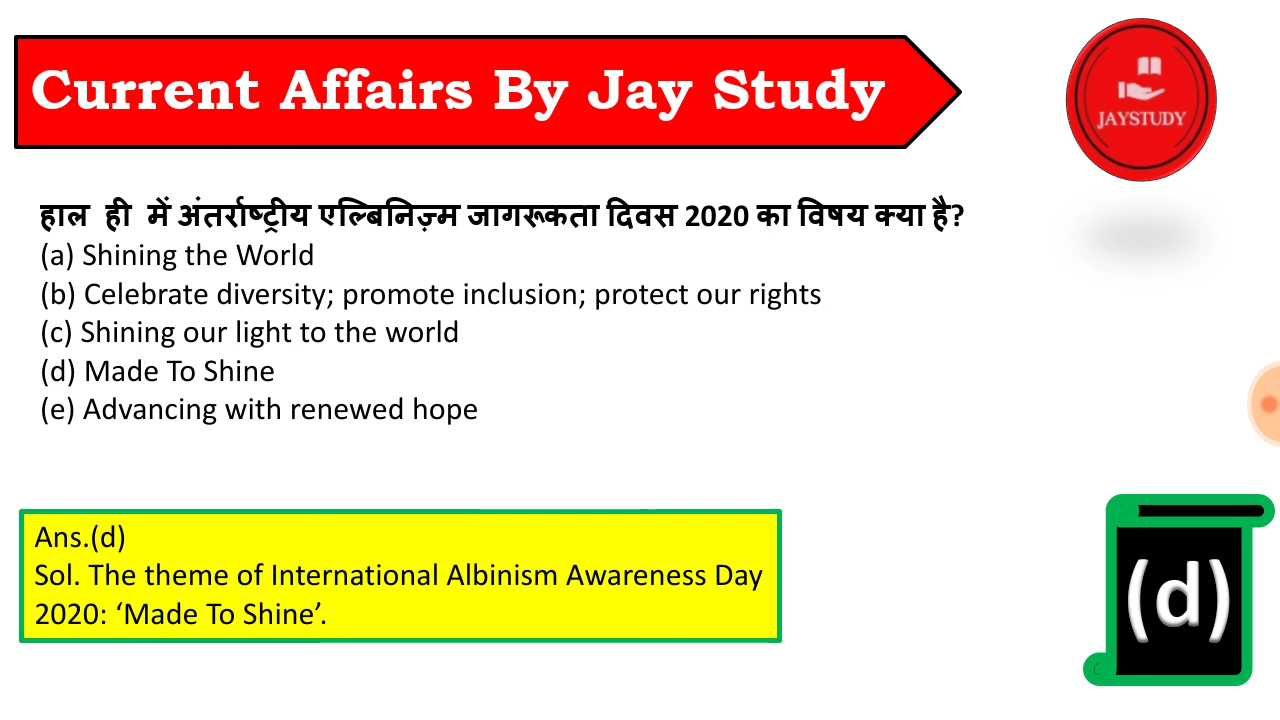 Current Affairs By Jay Study
JAYSTUDY
हाल ही में अंतर्राष्ट्रीय एल्बिनिज़्म जागरूकता दिवस 2020 का विषय क्या है?
(a) Shining the World
(b) Celebrate diversity; promote inclusion; protect our rights
(c) Shining our light to the world
(d) Made To Shine
(e) Advancing with renewed hope
Ans.(d)
Sol. The theme of International Albinism Awareness Day
2020: ‘Made To Shine’.
(d)